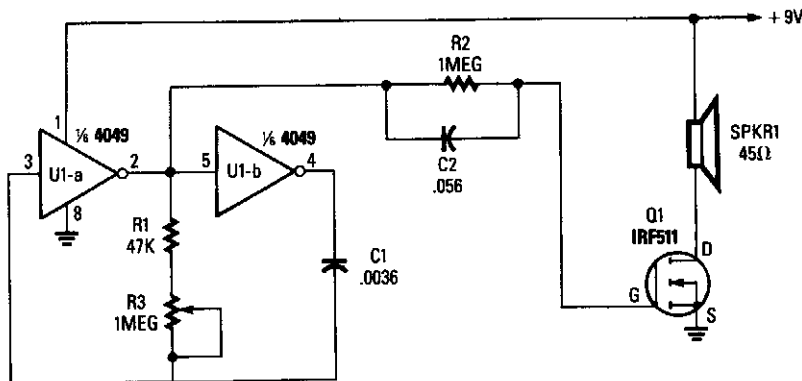 + 9V
R2
1MEG
1
⅙ 4049
⅙ 4049
3
U1-a
2
5
U1-b
4
C2
.056
SPKR1
45Ω
8
R1
47K
Q1
IRF511
D
C1
.0036
R3
1MEG
G
S